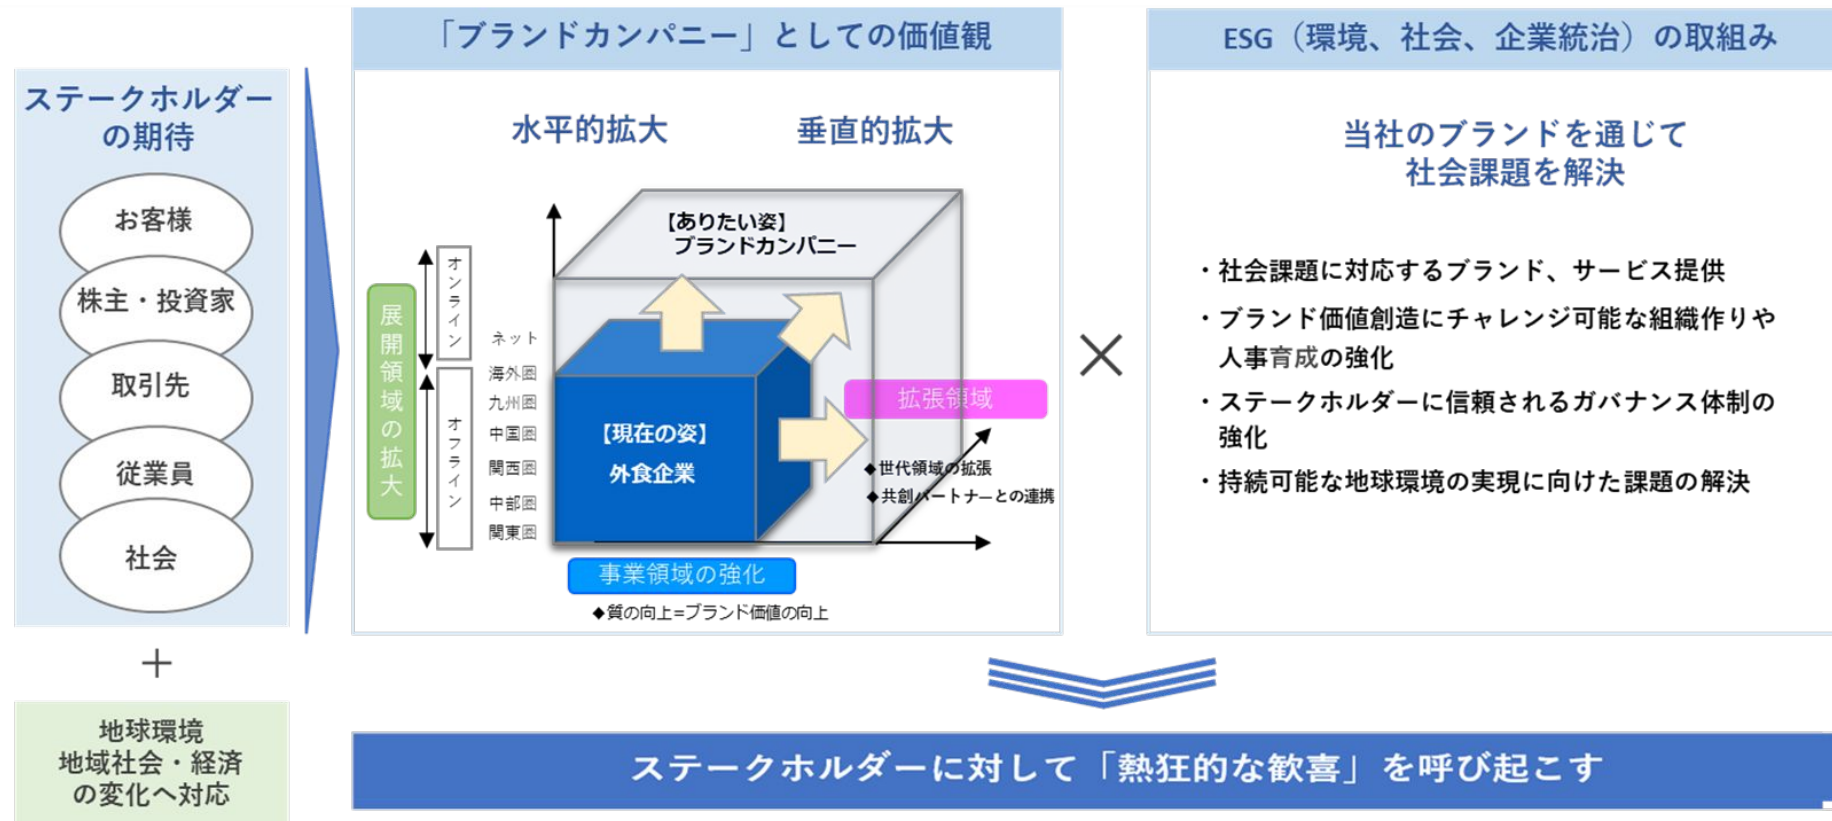 ステークホルダー
の期待
お客様
株主・投資家
取引先
従業員
社会
＋
地球環境
地域社会・経済
の変化へ対応
「ブランドカンパニー」としての価値観
水平的拡大
垂直的拡大
【ありたい姿】
ブランドカンパニー
展開領域の拡大
オンライン
オフライン
ネット
海外圏
九州圏
中国圏
関西圏
中部圏
関東圏
【現在の姿】
外食企業
拡張領域
◆世代領域の拡張
◆共創パートナーとの連携
事業領域の強化
◆質の向上=ブランド価値の向上
×
ESG（環境、社会、企業統治）の取組み
当社のブランドを通じて
社会課題を解決
・社会課題に対応するブランド、サービス提供
・ブランド価値創造にチャレンジ可能な組織作りや
人事育成の強化
・ステークホルダーに信頼されるガバナンス体制の
強化
・持続可能な地球環境の実現に向けた課題の解決
ステークホルダーに対して「熱狂的な歓喜」を呼び起こす